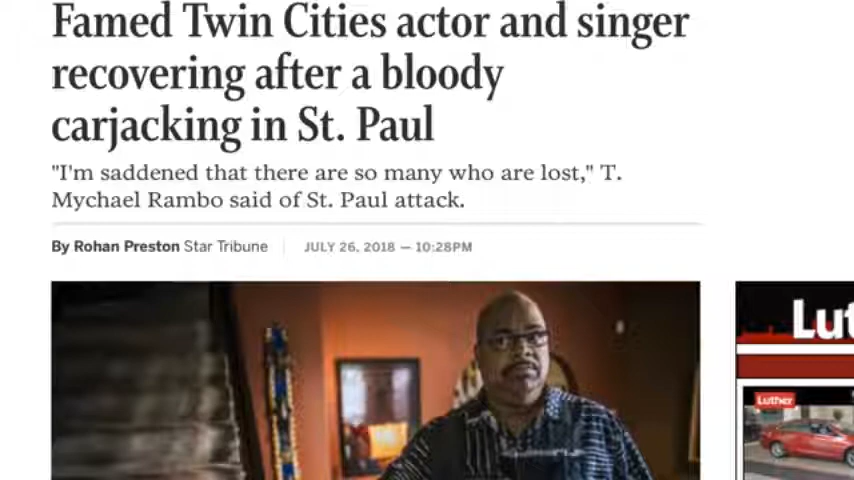 Famed Twin Cities actor and singer
recovering after a bloody
carjacking in St. Paul
"I'm saddened that there are so many who are lost," T.
Mychael Rambo said of St. Paul attack.
By Rohan Preston Star Tribune
JULY 26, 2018 — 10:28PM
Lut
Luther